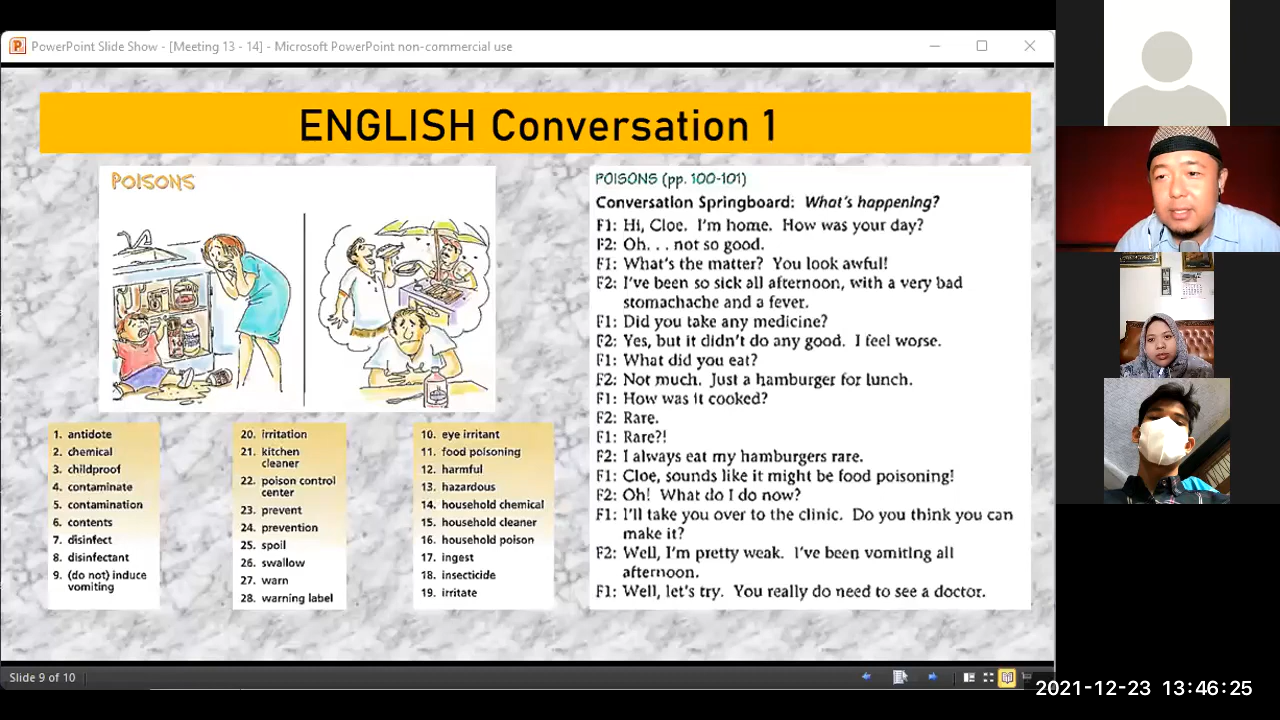 PowerPoint Slide Show - [Meeting 13 - 14] - Microsoft PowerPoint non-commercial use
ENGLISH Conversation 1
POISONS
1. antidote
2. chemical
3. childproof
4. contaminate
5. contamination
6. contents
7. disinfect
8. disinfectant
9. (do not) induce
vomiting
20. irritation
21. kitchen
cleaner
22. poison control
center
23. prevent
24. prevention
25. spoil
26. swallow
27. warn
28. warning label
10. eye irritant
11. food poisoning
12. harmful
13. hazardous
14. household chemical
15. household cleaner
16. household poison
17. ingest
18. insecticide
19. irritate
POISONS (pp. 100-101)
Conversation Springboard: What's happening?
F1: Hi, Cloe. I'm home. How was your day?
F2: Oh. . . not so good.
F1: What's the matter? You look awful!
F2: I've been so sick all afternoon, with a very bad
stomachache and a fever.
F1: Did you take any medicine?
F2: Yes, but it didn't do any good. I feel worse.
F1: What did you eat?
F2: Not much. Just a hamburger for lunch.
F1: How was it cooked?
F2: Rare.
F1: Rare?!
F2: I always eat my hamburgers rare.
F1: Cloe, sounds like it might be food poisoning!
F2: Oh! What do I do now?
F1: I'll take you over to the clinic. Do you think you can
make it?
F2: Well, I'm pretty weak. I've been vomiting all
afternoon.
F1: Well, let's try. You really do need to see a doctor.
Slide 9 of 10
2021-12-23 13:46:25